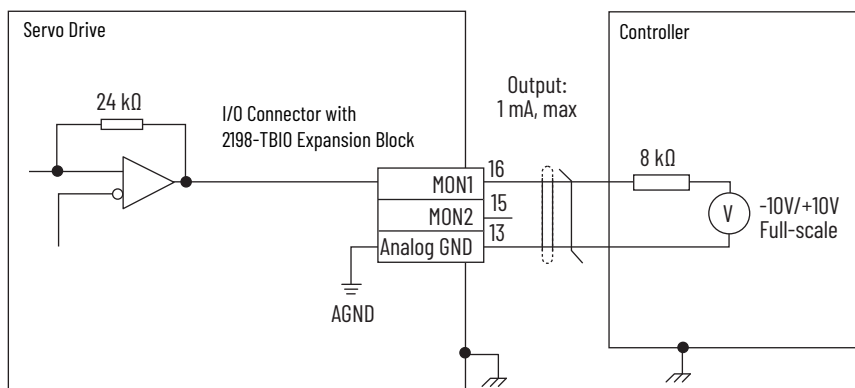 Servo Drive
Controller
24 kΩ
I/O Connector with
2198-TBIO Expansion Block
Output:
1 mA, max
8 kΩ
MON1
16
MON2
15
Analog GND
13
V
-10V/+10V
Full-scale
AGND